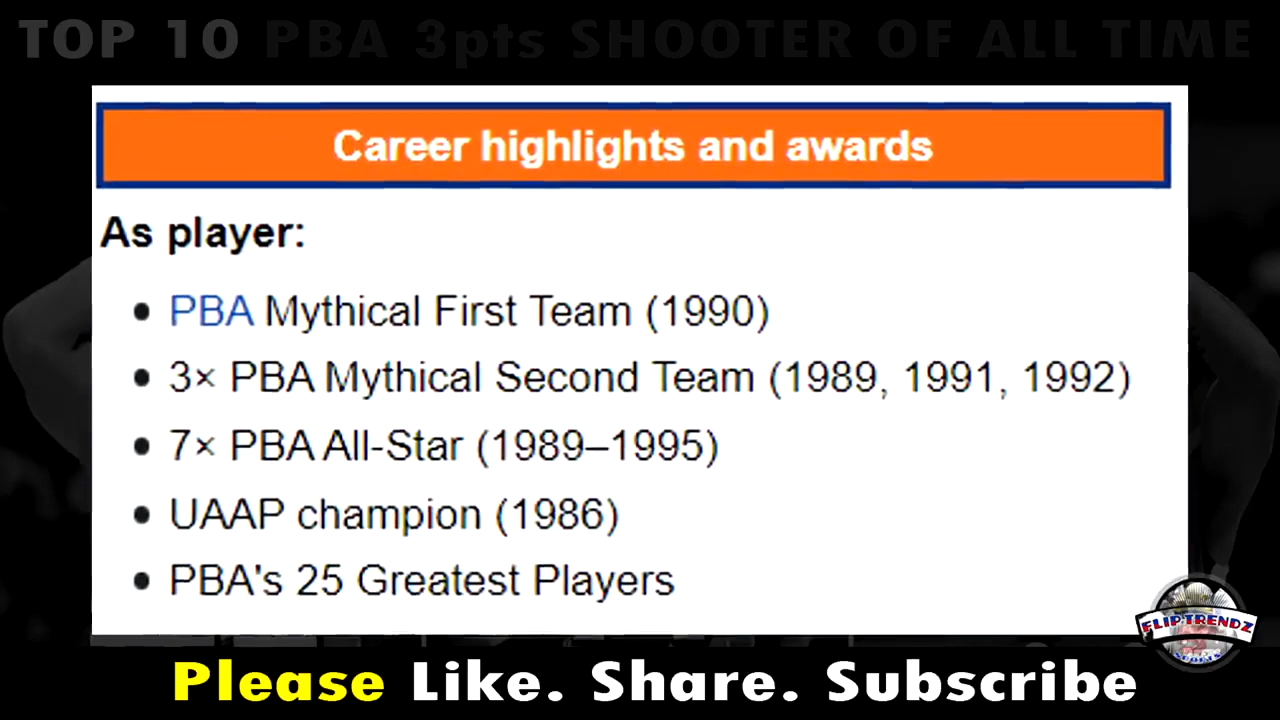 TOP 10 PBA 3pts SHOOTER OF ALL TIME
Career highlights and awards
As player:
• PBA Mythical First Team (1990)
• 3× PBA Mythical Second Team (1989, 1991, 1992)
• 7× PBA All-Star (1989–1995)
• UAAP champion (1986)
• PBA's 25 Greatest Players
FLIPTRENDZ
SPORTS
Please Like. Share. Subscribe